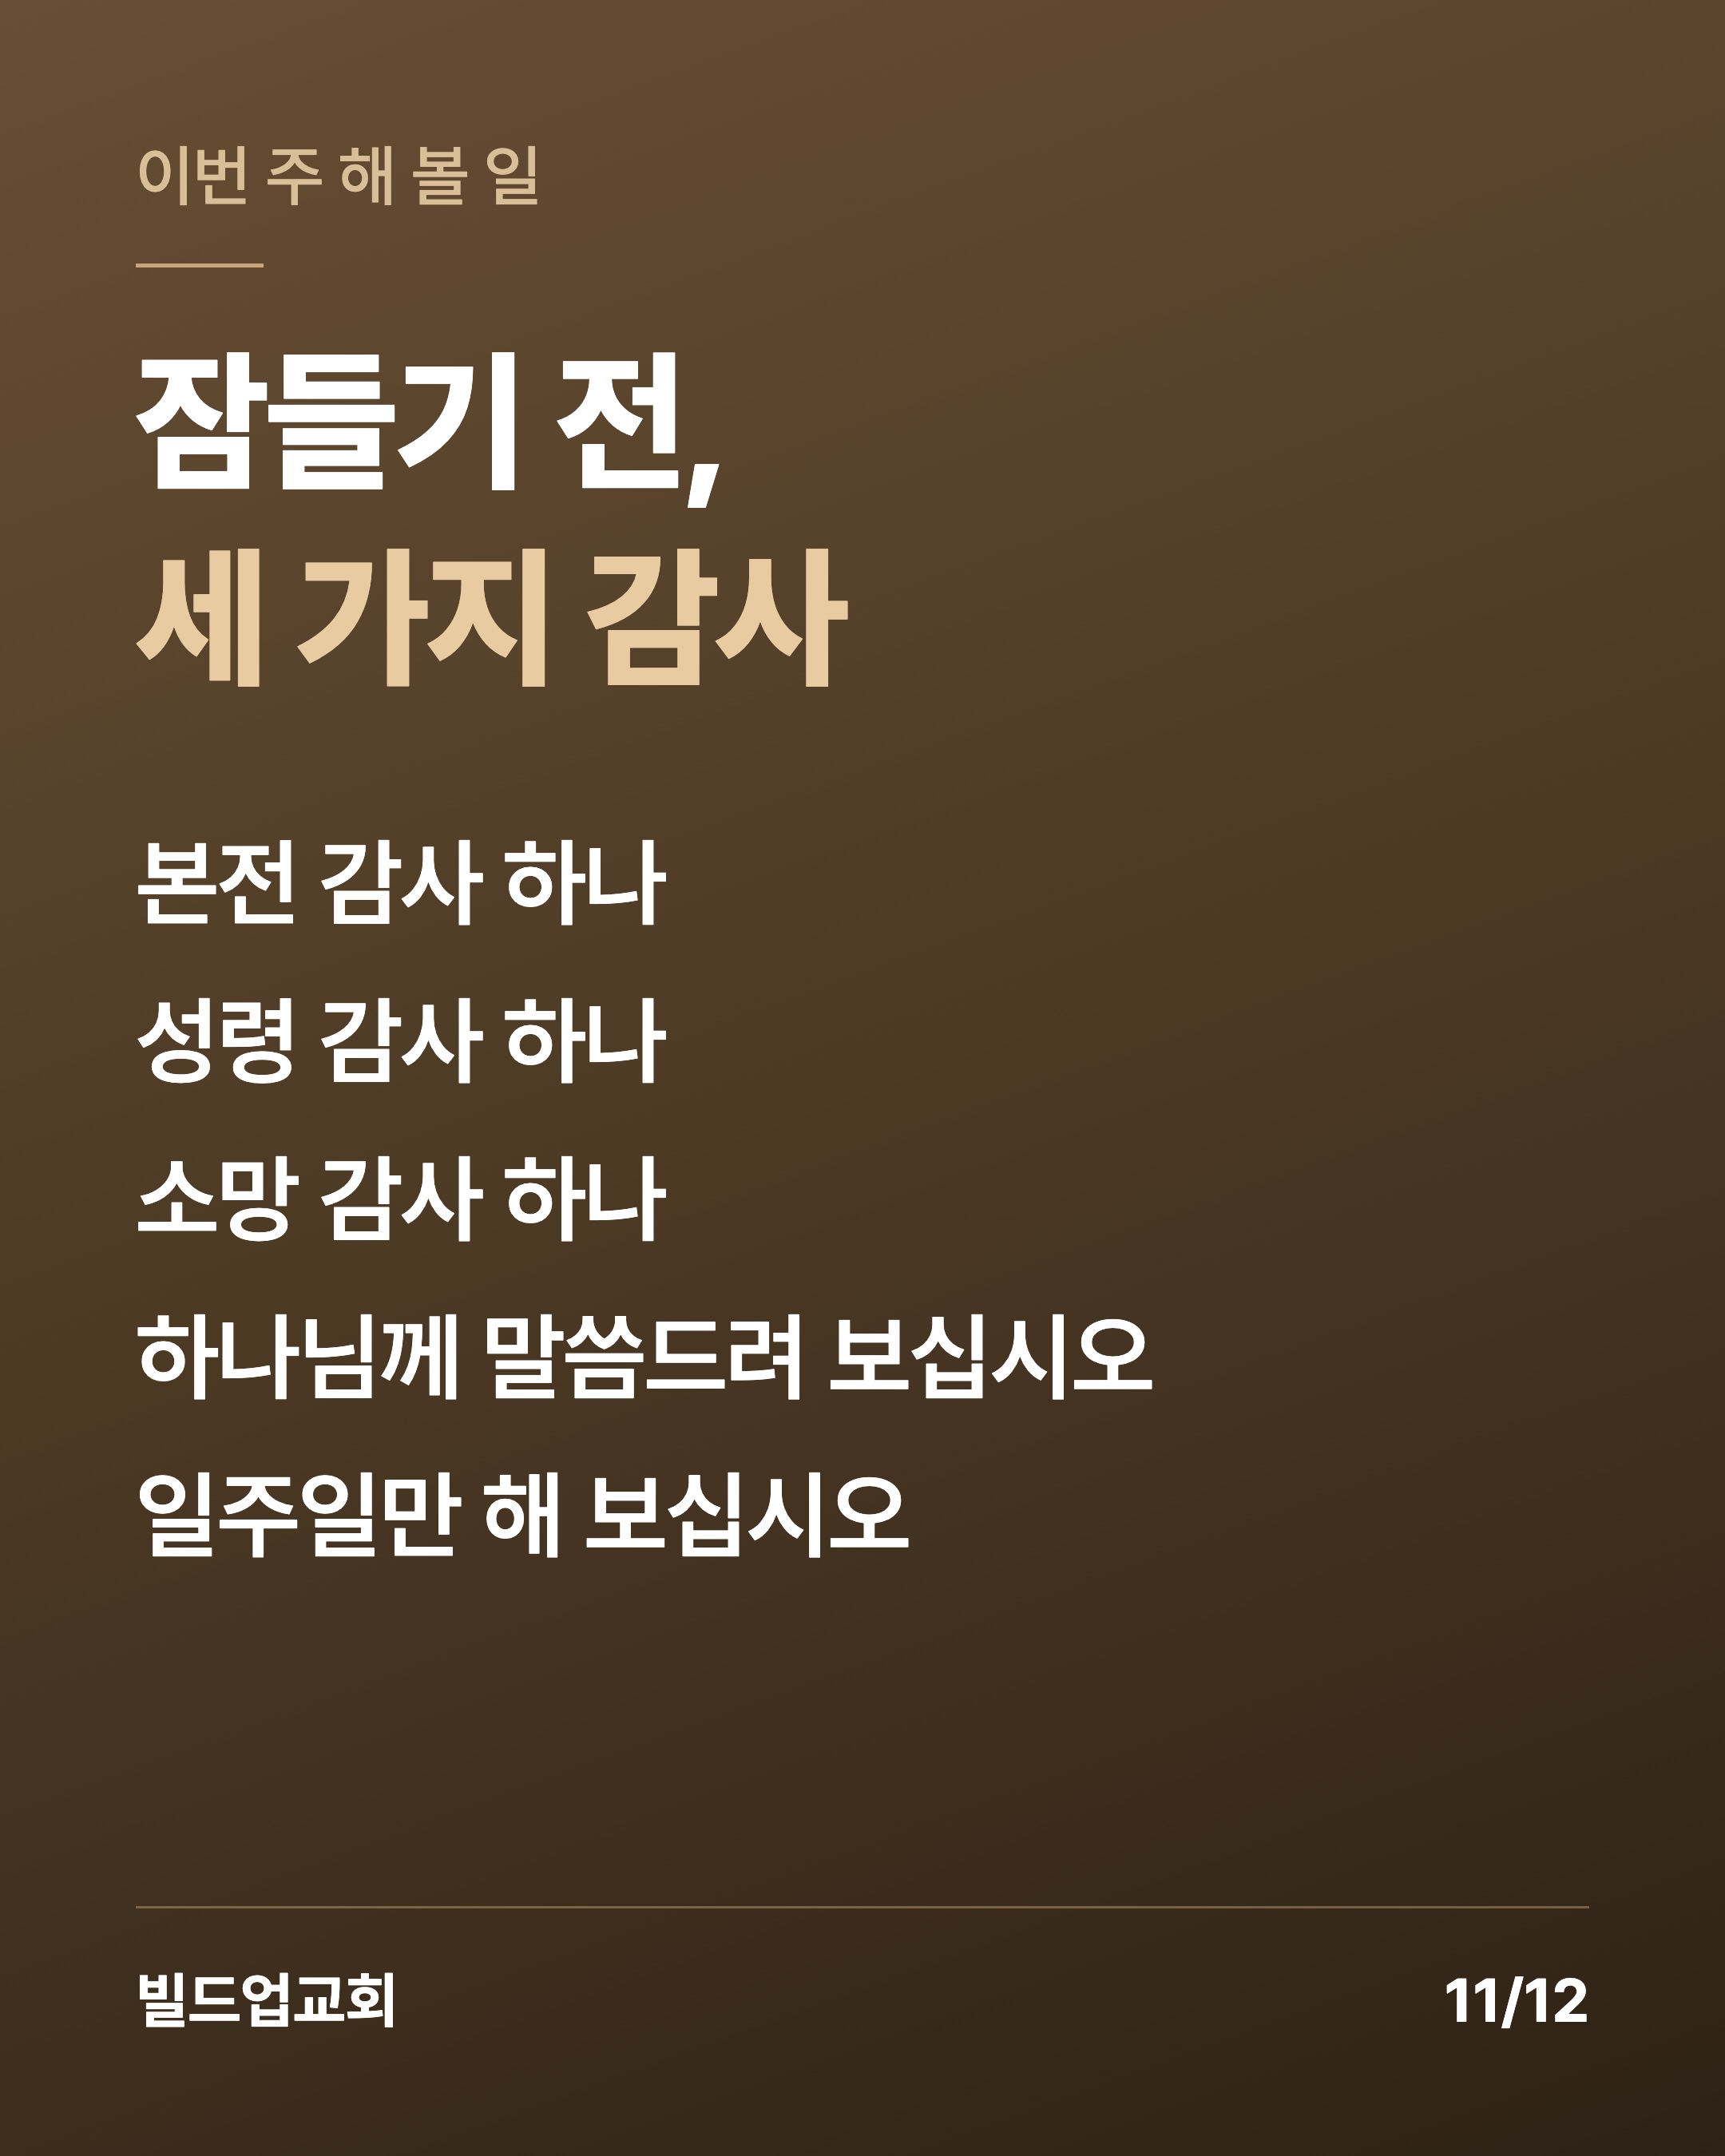 이번 주 해 볼 일
잠들기 전,
세 가지 감사
본전 감사 하나
성령 감사 하나
소망 감사 하나
하나님께 말씀드려 보십시오
일주일만 해 보십시오
빌드업교회
11/12